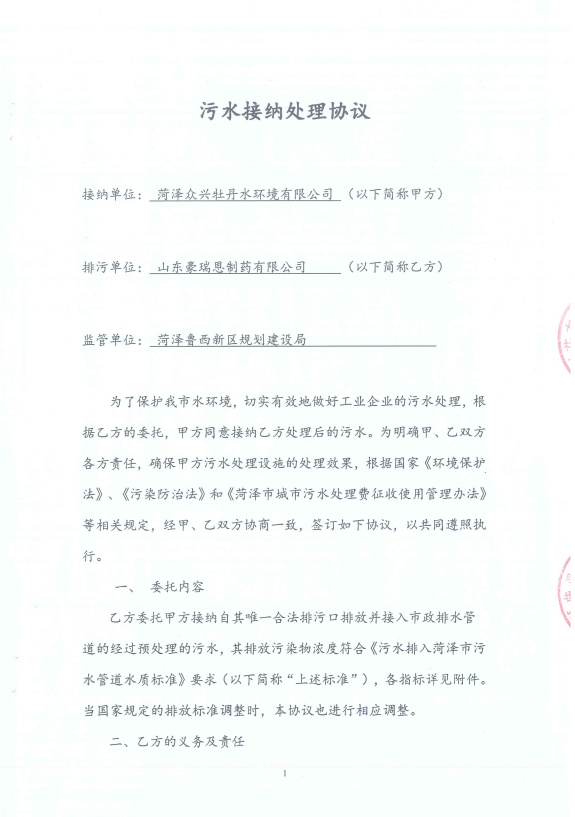 污水接纳处理协议
接纳单位：菏泽众兴牡丹水环境有限公司（以下简称甲方）
排污单位：山东豪瑞恩制药有限公司（以下简称乙方）
监管单位：菏泽鲁西新区规划建设局
为了保护我市水环境，切实有效地做好工业企业的污水处理，根
据乙方的委托，甲方同意接纳乙方处理后的污水。为明确甲、乙双方
各方责任，确保甲方污水处理设施的处理效果，根据国家《环境保护
法》、《污染防治法》和《菏泽市城市污水处理费征收使用管理办法》
等相关规定，经甲、乙双方协商一致，签订如下协议，以共同遵照执
行。
一、 委托内容
乙方委托甲方接纳自其唯一合法排污口排放并接入市政排水管
道的经过预处理的污水，其排放污染物浓度符合《污水排入菏泽市污
水管道水质标准》要求（以下简称“上述标准”），各指标详见附件。
当国家规定的排放标准调整时，本协议也进行相应调整。
二、乙方的义务及责任
1